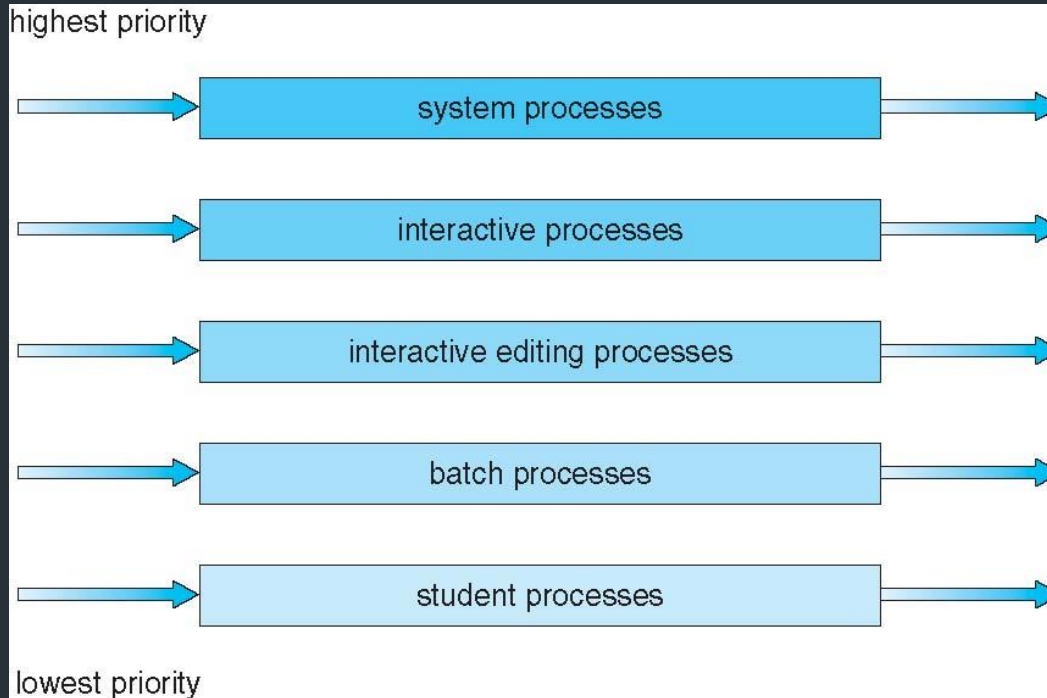 highest priority
system processes
interactive processes
interactive editing processes
batch processes
student processes
lowest priority